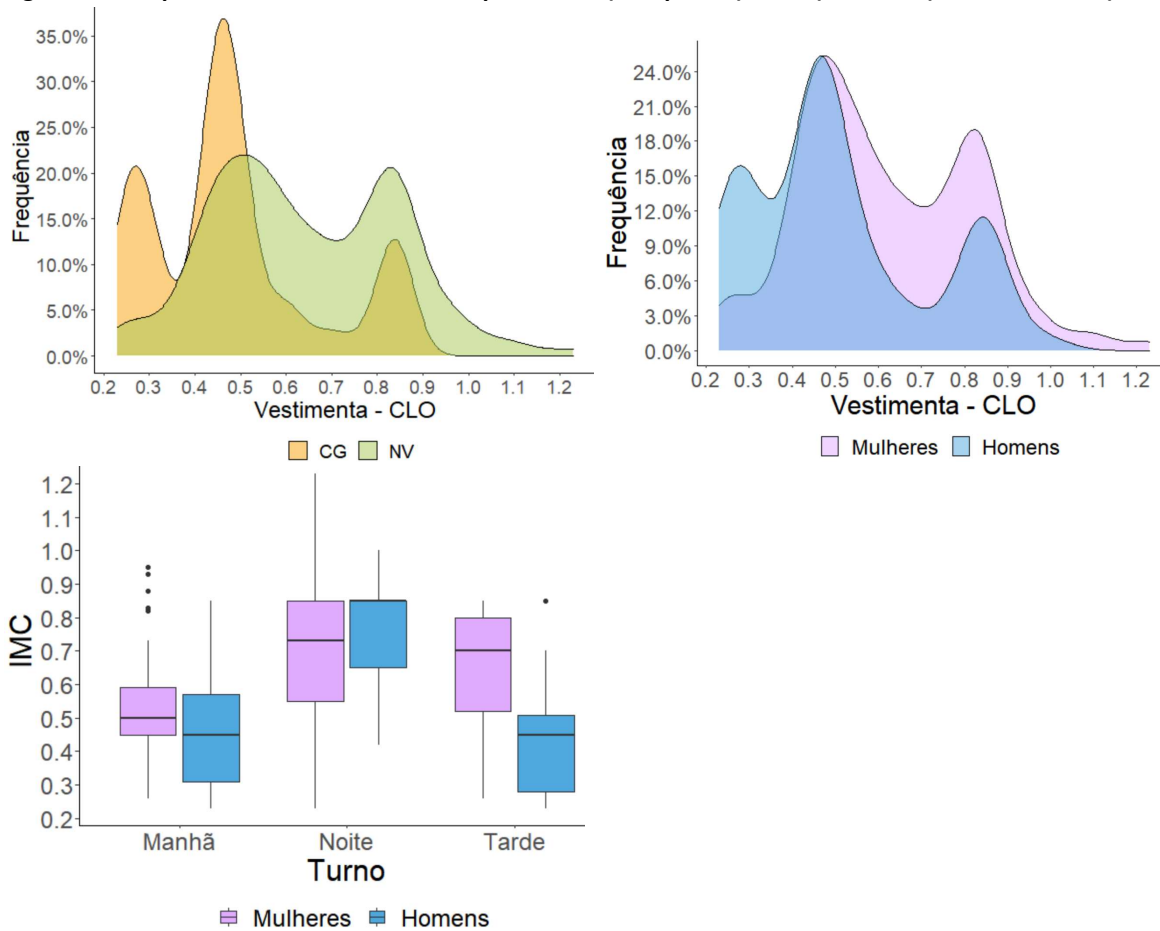 35.0%
30.0%
25.0%
20.0%
15.0%
10.0%
5.0%
0.0%
Frequência
0.2 0.3 0.4 0.5 0.6 0.7 0.8 0.9 1.0 1.1 1.2
Vestimenta - CLO
CG NV
24.0%
21.0%
18.0%
15.0%
12.0%
9.0%
6.0%
3.0%
0.0%
Frequência
0.2 0.3 0.4 0.5 0.6 0.7 0.8 0.9 1.0 1.1 1.2
Vestimenta - CLO
Mulheres Homens
1.2
1.1
1.0
0.9
0.8
0.7
0.6
0.5
0.4
0.3
0.2
IMC
Manhã Noite Tarde
Turno
Mulheres Homens